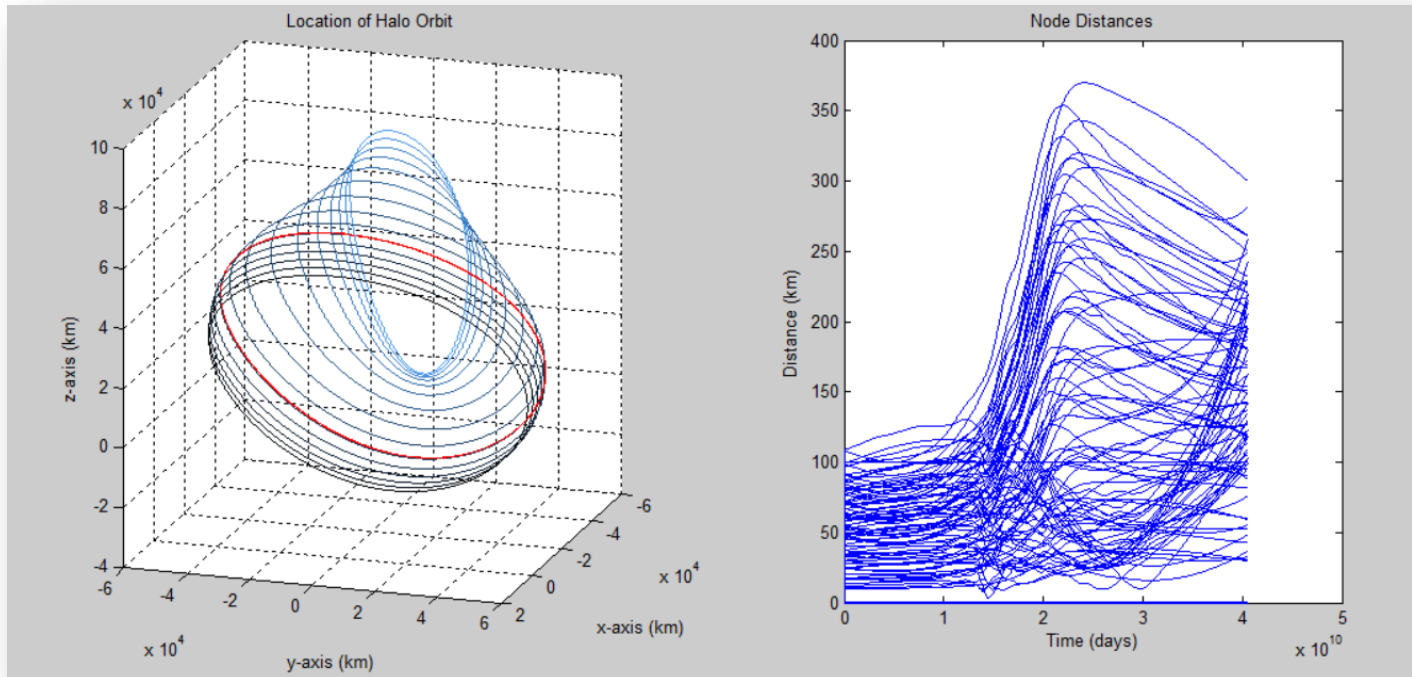 Location of Halo Orbit
x 10^4
10
8
6
4
2
0
-2
-4
z-axis (km)
-6
-4
-2
0
2
4
6
x 10^4
y-axis (km)
2
0
-2
-4
-6
x 10^4
x-axis (km)
Node Distances
400
350
300
250
200
150
100
50
0
Distance (km)
0 1 2 3 4 5
Time (days)
x 10^10